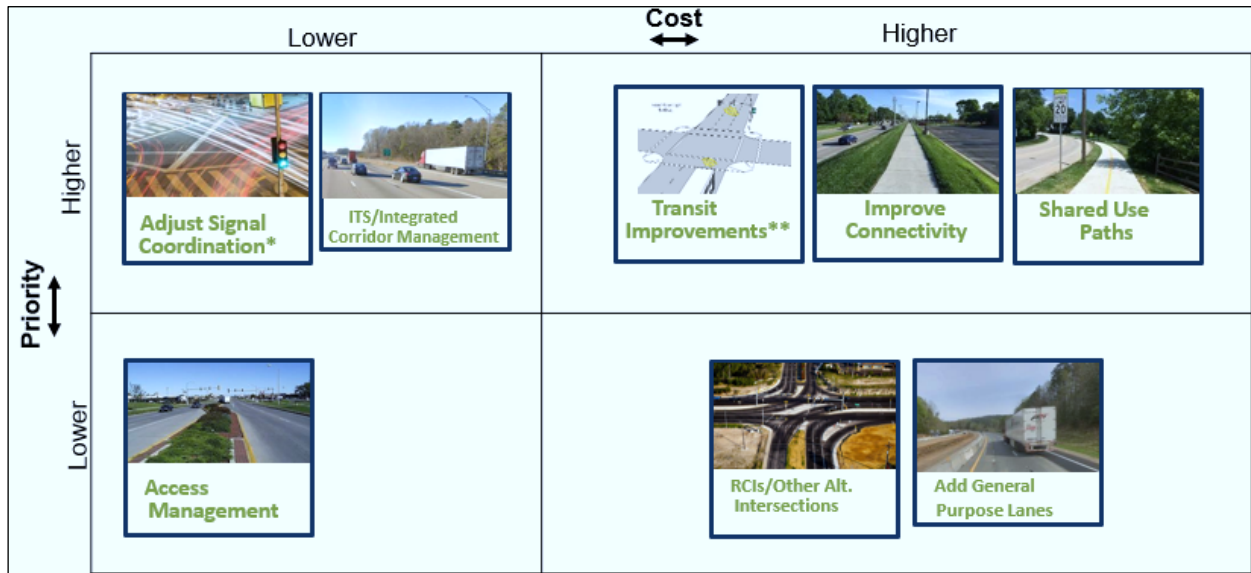 Cost
Lower
Higher
Priority
Higher
Lower
Adjust Signal
Coordination*
ITS/Integrated
Corridor Management
Transit
Improvements**
Improve
Connectivity
20
Shared Use
Paths
Access
Management
RCIs/Other Alt.
Intersections
Add General
Purpose Lanes